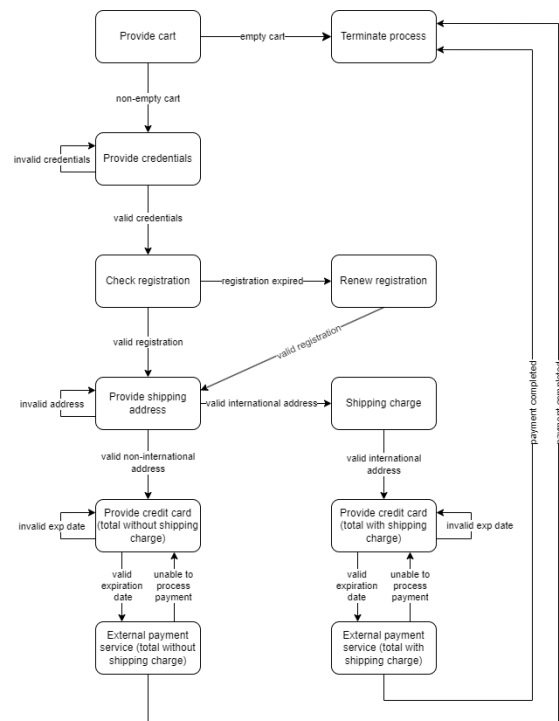 Provide cart
empty cart
Terminate process
non-empty cart
invalid credentials
Provide credentials
valid credentials
Check registration
registration expired
Renew registration
valid registration
valid registration
invalid address
Provide shipping
address
valid international address
Shipping charge
valid non-international
address
valid international
address
invalid exp date
Provide credit card
(total without shipping
charge)
Provide credit card
(total with shipping
charge)
invalid exp date
valid
expiration
date
unable to
process
payment
valid
expiration
date
unable to
process
payment
External payment
service (total without
shipping charge)
External payment
service (total with
shipping charge)
payment completed
payment completed